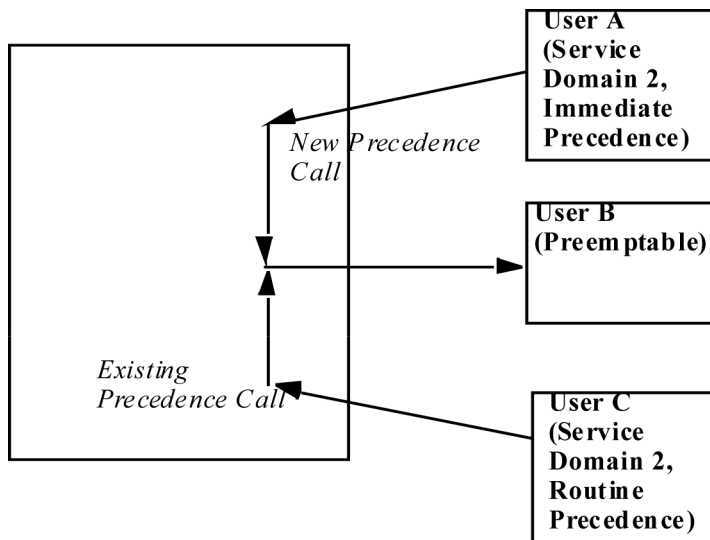 User A
(Service
Domain 2,
Immediate
Precedence)
New Precedence
Call
User B
(Preemptable)
Existing
Precedence Call
User C
(Service
Domain 2,
Routine
Precedence)